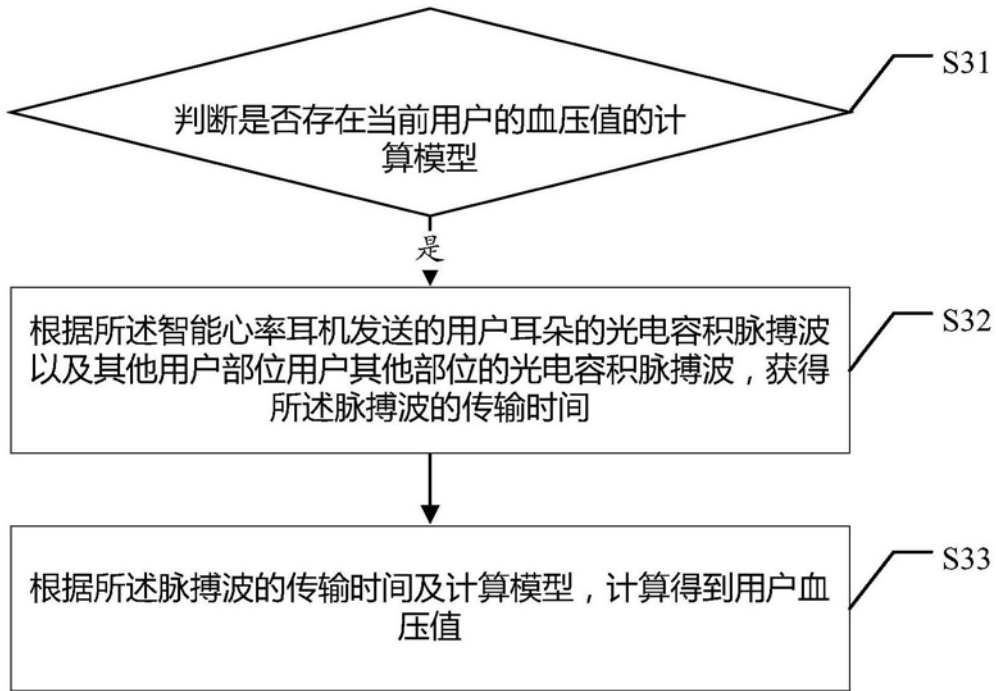 S31
判断是否存在当前用户的血压值的计
算模型
是
根据所述智能心率耳机发送的用户耳朵的光电容积脉搏波
以及其他用户部位用户其他部位的光电容积脉搏波，获得
所述脉搏波的传输时间
S32
根据所述脉搏波的传输时间及计算模型，计算得到用户血
压值
S33